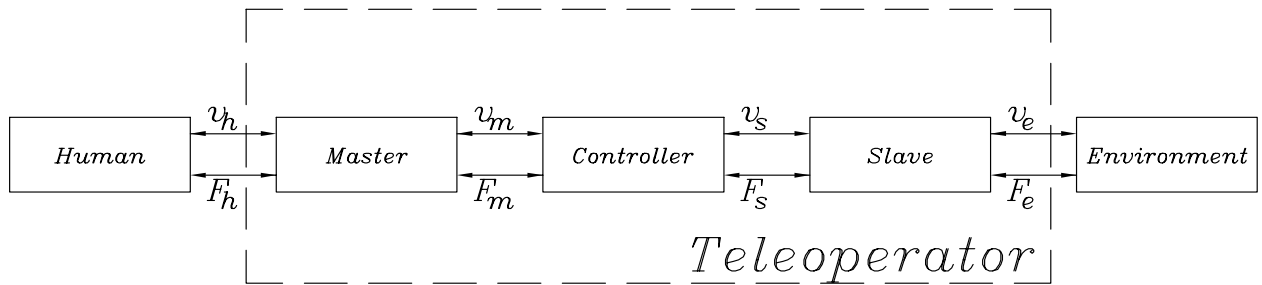 v_h v_m v_s v_e
Human Master Controller Slave Environment
F_h F_m F_s F_e
Teleoperator